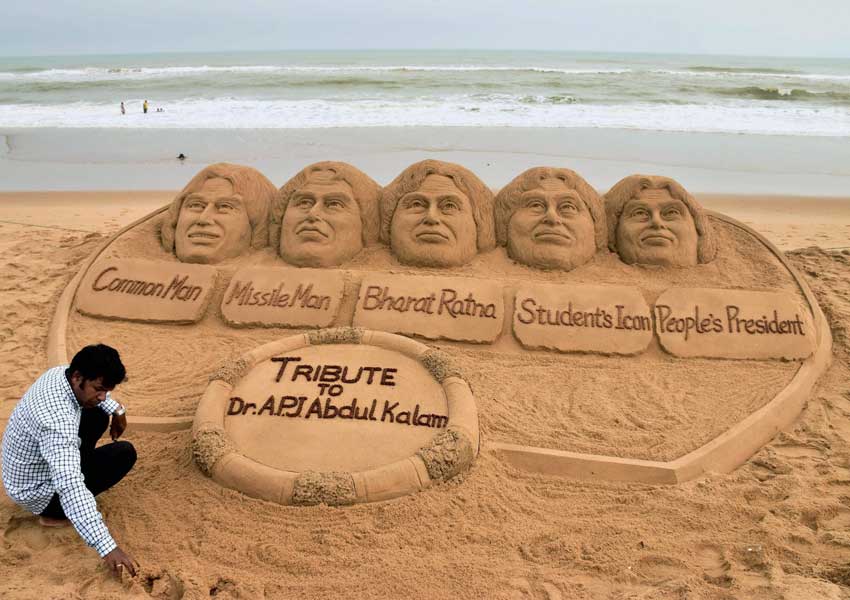 Common Man
Missile Man
Bharat Ratna
Student's Icon
People's President
TRIBUTE
TO
Dr. A.P.J Abdul Kalam